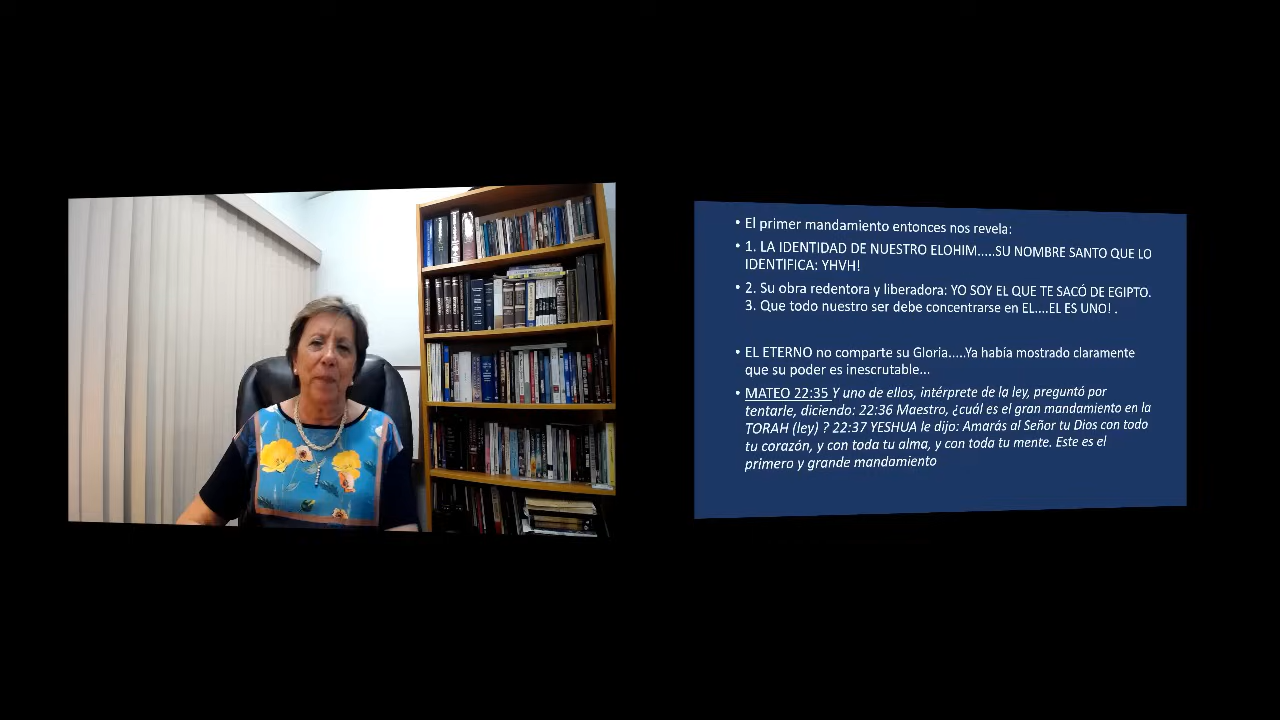 • El primer mandamiento entonces nos revela:
• 1. LA IDENTIDAD DE NUESTRO ELOHIM.....SU NOMBRE SANTO QUE LO
IDENTIFICA: YHVH!
• 2. Su obra redentora y liberadora: YO SOY EL QUE TE SACÓ DE EGIPTO.
3. Que todo nuestro ser debe concentrarse en EL....EL ES UNO! .
• EL ETERNO no comparte su Gloria.....Ya había mostrado claramente
que su poder es inescrutable...
• MATEO 22:35 Y uno de ellos, intérprete de la ley, preguntó por
tentarle, diciendo: 22:36 Maestro, ¿cuál es el gran mandamiento en la
TORAH (ley) ? 22:37 YESHUA le dijo: Amarás al Señor tu Dios con todo
tu corazón, y con toda tu alma, y con toda tu mente. Este es el
primero y grande mandamiento